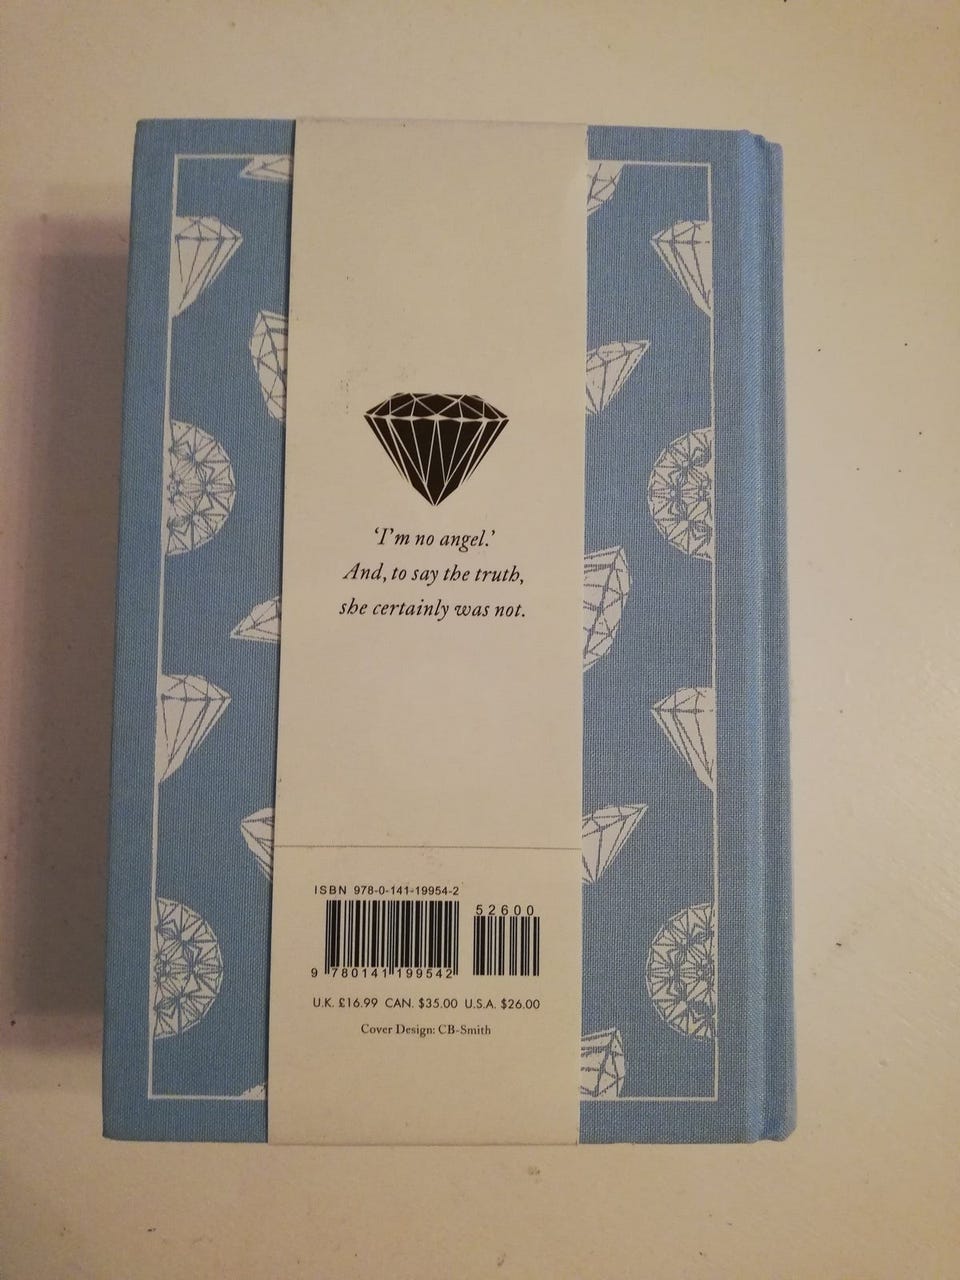 ‘I’m no angel.’
And, to say the truth,
she certainly was not.
ISBN 978-0-141-19954-2
52600
9 780141 199542
U.K. £16.99 CAN. $35.00 U.S.A. $26.00
Cover Design: CB-Smith